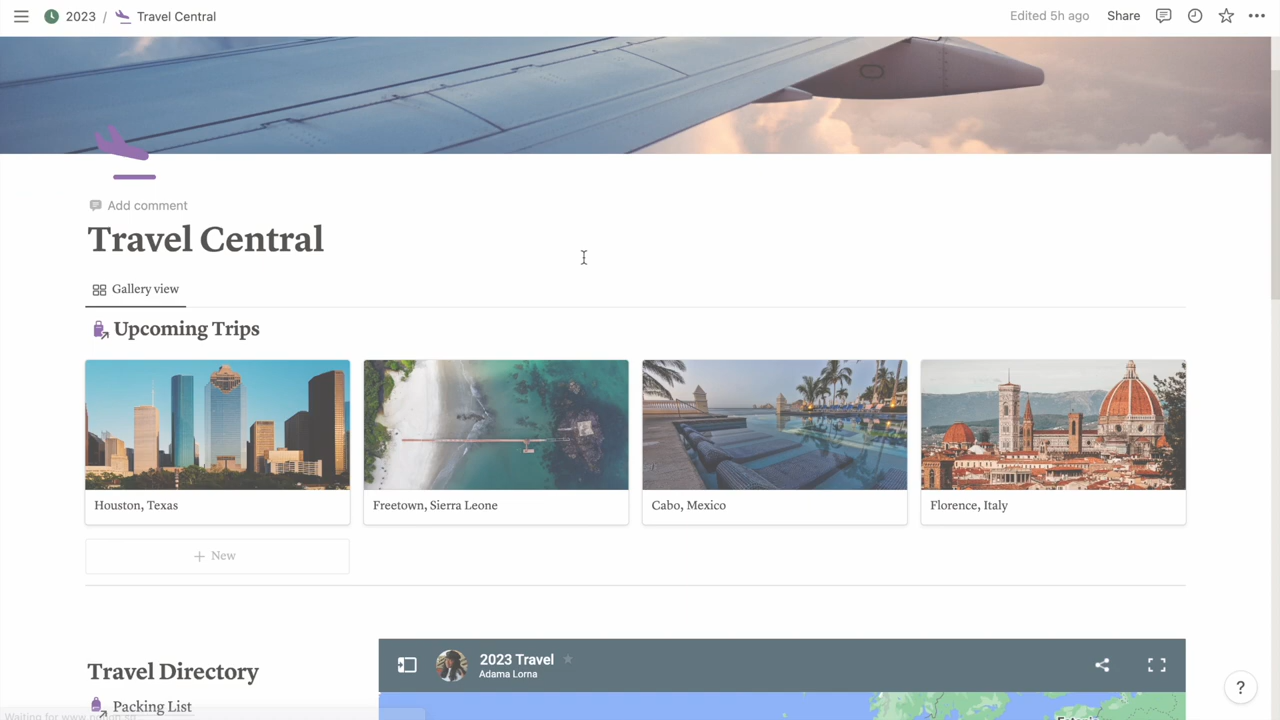 2023 / Travel Central
Edited 5h ago Share
Add comment
Travel Central
Gallery view
Upcoming Trips
Houston, Texas
Freetown, Sierra Leone
Cabo, Mexico
Florence, Italy
+ New
Travel Directory
2023 Travel
Adama Lorna
Packing List
?